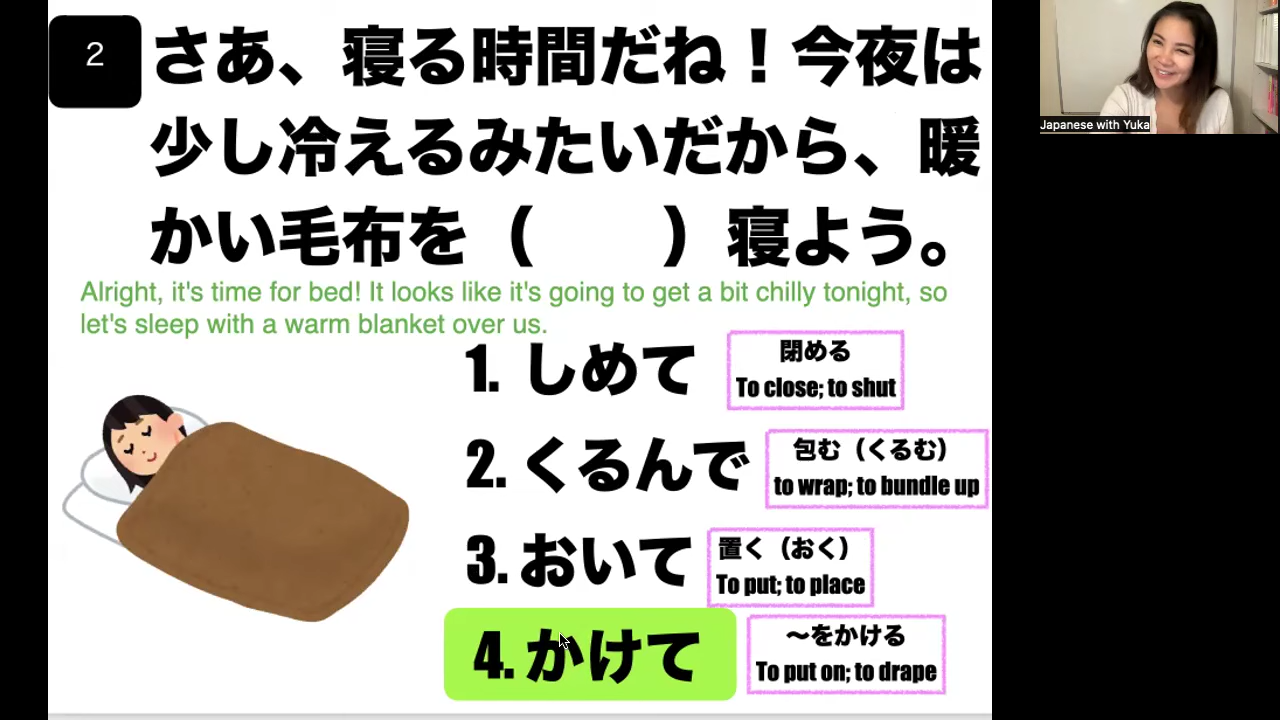 2
さあ、寝る時間だね！今夜は
少し冷えるみたいだから、暖
かい毛布を（　　）寝よう。
Alright, it's time for bed! It looks like it's going to get a bit chilly tonight, so
let's sleep with a warm blanket over us.
1. しめて
閉める
To close; to shut
2. くるんで
包む（くるむ）
to wrap; to bundle up
3. おいて
置く（おく）
To put; to place
4. かけて
〜をかける
To put on; to drape
Japanese with Yuka